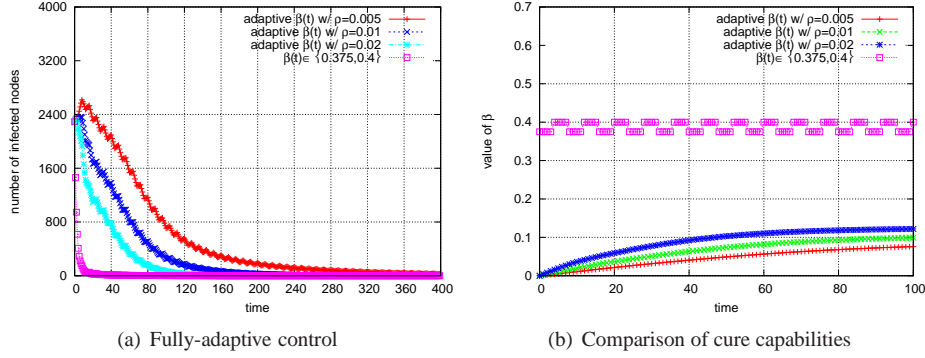 4000
3200
2400
1600
800
0
number of infected nodes
adaptive β(t) w/ ρ=0.005
adaptive β(t) w/ ρ=0.01
adaptive β(t) w/ ρ=0.02
β(t)∈ {0.375,0.4}
0 40 80 120 160 200 240 280 320 360 400
time
(a) Fully-adaptive control
0.7
0.6
0.5
0.4
0.3
0.2
0.1
0
value of β
adaptive β(t) w/ ρ=0.005
adaptive β(t) w/ ρ=0.01
adaptive β(t) w/ ρ=0.02
β(t)∈ {0.375,0.4}
0 20 40 60 80 100
time
(b) Comparison of cure capabilities